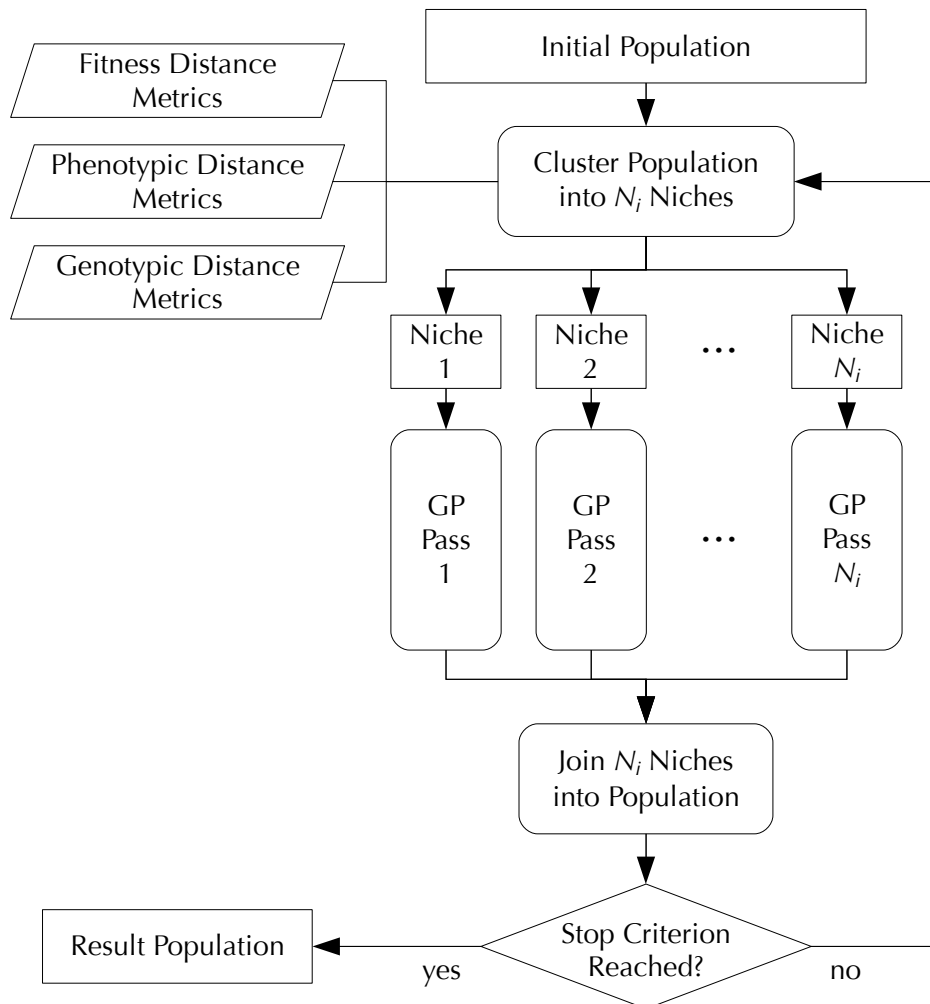 Initial Population
Fitness Distance
Metrics
Phenotypic Distance
Metrics
Genotypic Distance
Metrics
Cluster Population
into Nᵢ Niches
Niche
1
Niche
2
...
Niche
Nᵢ
GP
Pass
1
GP
Pass
2
...
GP
Pass
Nᵢ
Join Nᵢ Niches
into Population
Stop Criterion
Reached?
yes
no
Result Population